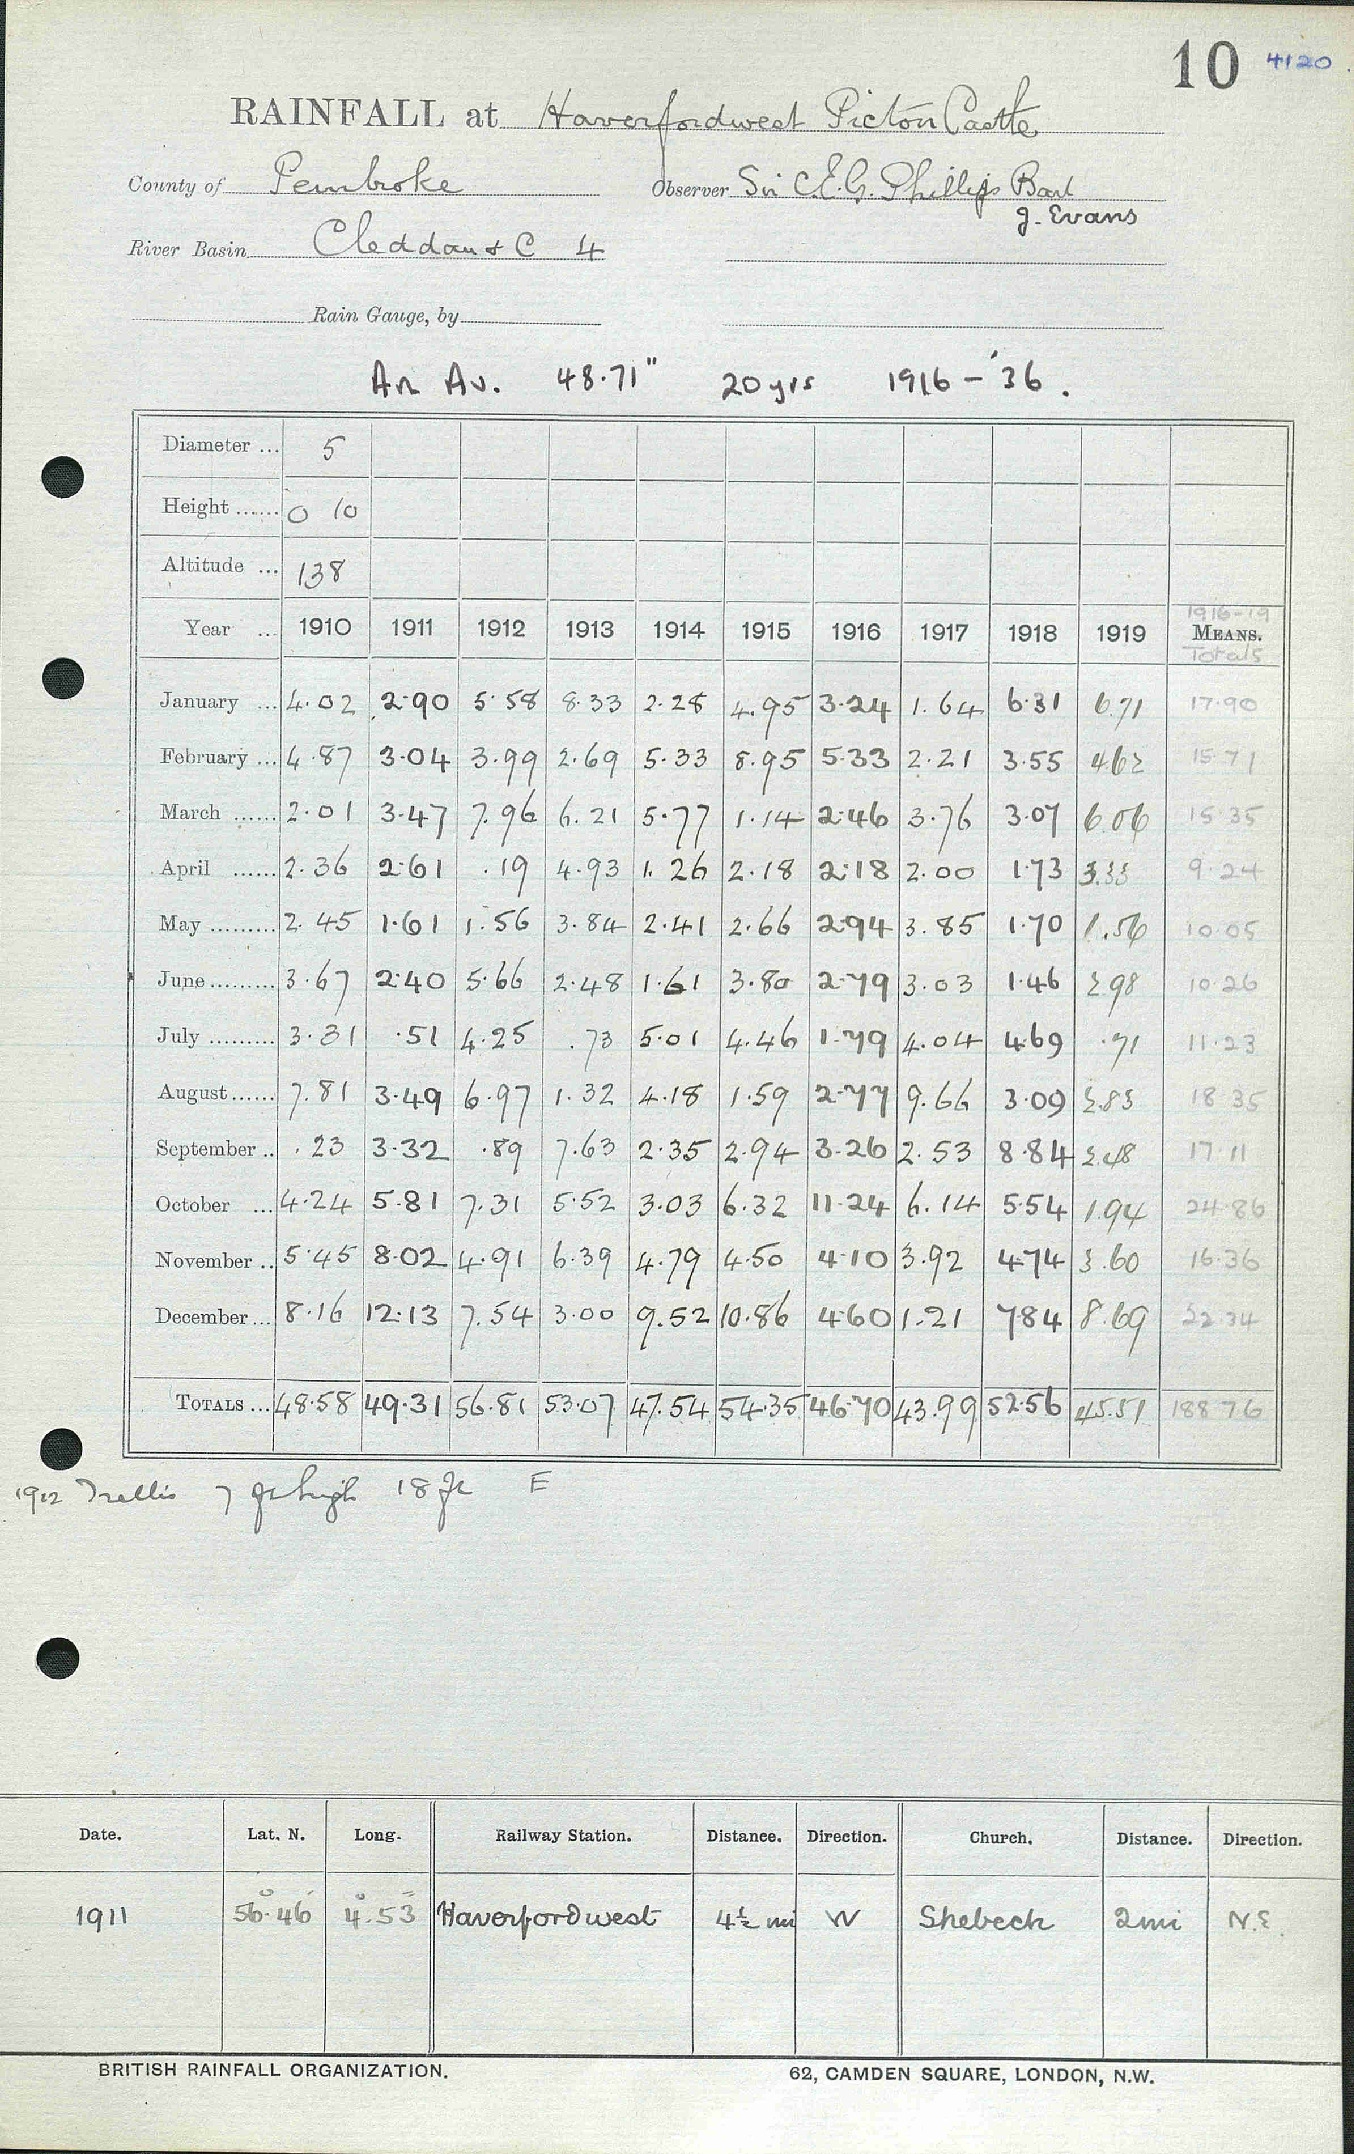 10 4120
RAINFALL at Haverfordwest Picton Castle
County of Pembroke Observer Sir C.E.G. Phillips Bart
J. Evans
River Basin Cleddau & C 4
Rain Gauge, by
An Av. 48.71" 20 yrs 1916 - '36.
Diameter ... 5
Height ...... 0 10
Altitude ... 138
1916-19
Year ... 1910 1911 1912 1913 1914 1915 1916 1917 1918 1919 MEANS.
Totals
January ... 4.02 2.90 5.58 8.33 2.28 4.95 3.24 1.64 6.31 6.71 17.90
February ... 4.87 3.04 3.99 2.69 5.33 8.95 5.33 2.21 3.55 4.62 15.71
March ...... 2.01 3.47 7.96 6.21 5.77 1.14 2.46 3.76 3.07 6.06 15.35
April ...... 2.36 2.61 .19 4.93 1.26 2.18 2.18 2.00 1.73 3.33 9.24
May ......... 2.45 1.61 1.56 3.84 2.41 2.66 2.94 3.85 1.70 1.56 10.05
June ......... 3.67 2.40 5.66 2.48 1.61 3.80 2.79 3.03 1.46 2.98 10.26
July ......... 3.31 .51 4.25 .73 5.01 4.46 1.79 4.04 4.69 .71 11.23
August ...... 7.81 3.49 6.97 1.32 4.18 1.59 2.77 9.66 3.09 2.83 18.35
September .. .23 3.32 .89 7.63 2.35 2.94 3.26 2.53 8.84 2.48 17.11
October ... 4.24 5.81 7.31 5.52 3.03 6.32 11.24 6.14 5.54 1.94 24.86
November .. 5.45 8.02 4.91 6.39 4.79 4.50 4.10 3.92 4.74 3.60 16.36
December ... 8.16 12.13 7.54 3.00 9.52 10.86 4.60 1.21 7.84 8.69 22.34
TOTALS ... 48.58 49.31 56.81 53.07 47.54 54.35 46.70 43.99 52.56 45.51 188.76
1912 Trellis 7 ft high 18 ft E
Date. Lat. N. Long. Railway Station. Distance. Direction. Church. Distance. Direction.
1911 4.53 Haverfordwest 4½ mi W Slebech 2 mi N.E.
BRITISH RAINFALL ORGANIZATION. 62, CAMDEN SQUARE, LONDON, N.W.